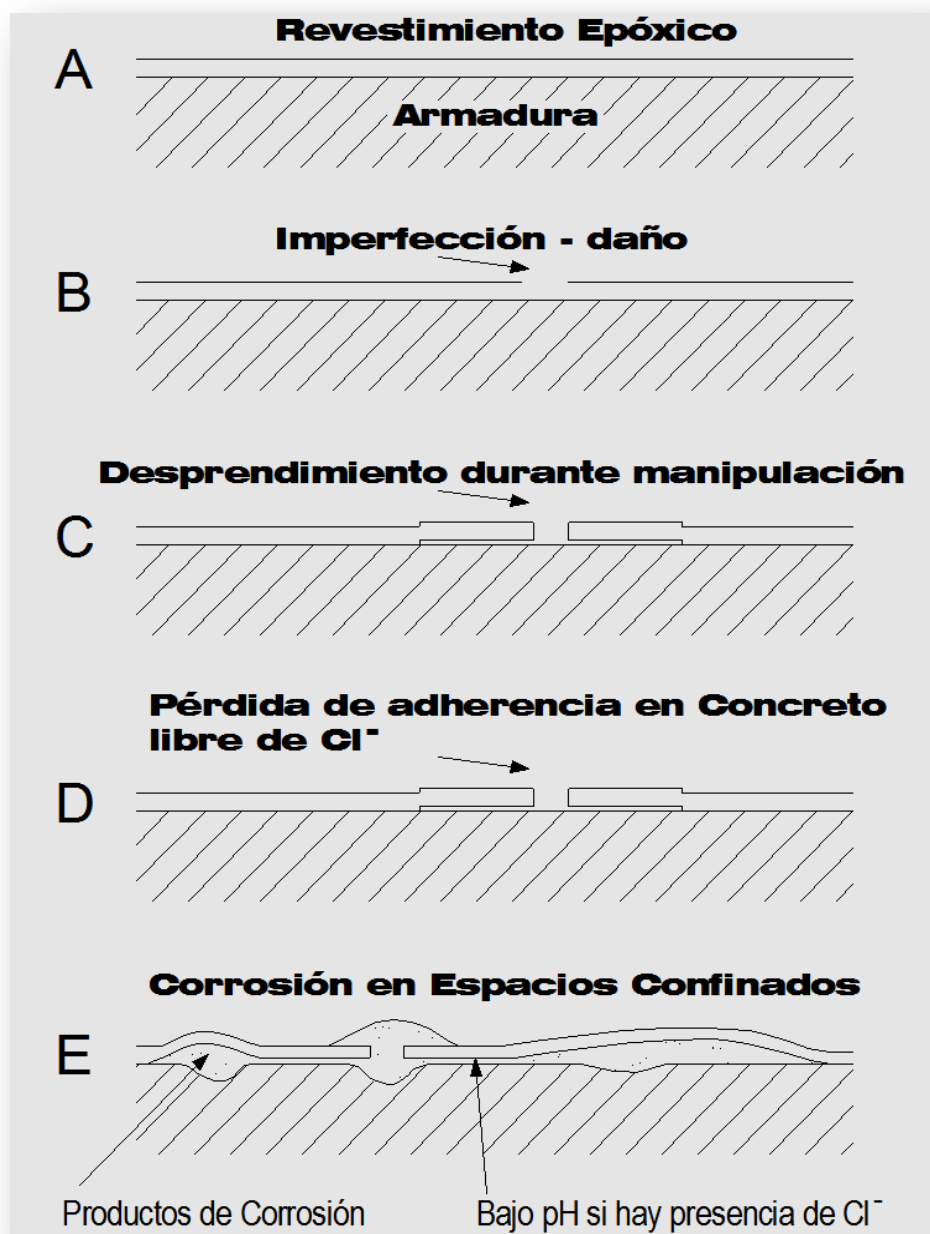 Revestimiento Epóxico
A
Armadura
Imperfección - daño
B
Desprendimiento durante manipulación
C
Pérdida de adherencia en Concreto
libre de Cl⁻
D
Corrosión en Espacios Confinados
E
Productos de Corrosión
Bajo pH si hay presencia de Cl⁻